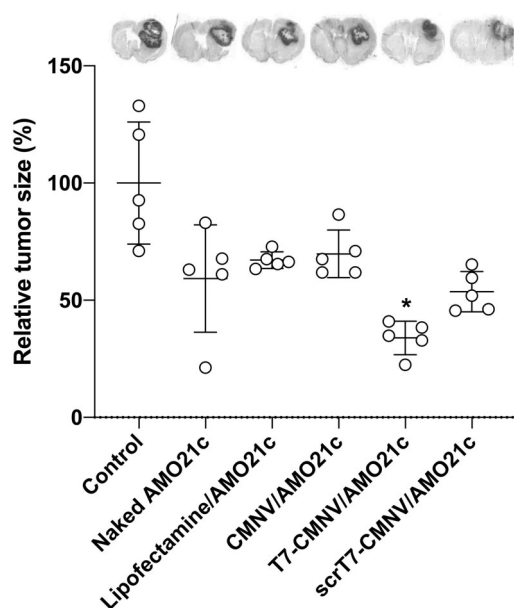 150
100
50
0
Relative tumor size (%)
*
Control
Naked AMO21c
Lipofectamine/AMO21c
CMNV/AMO21c
T7-CMNV/AMO21c
scrT7-CMNV/AMO21c